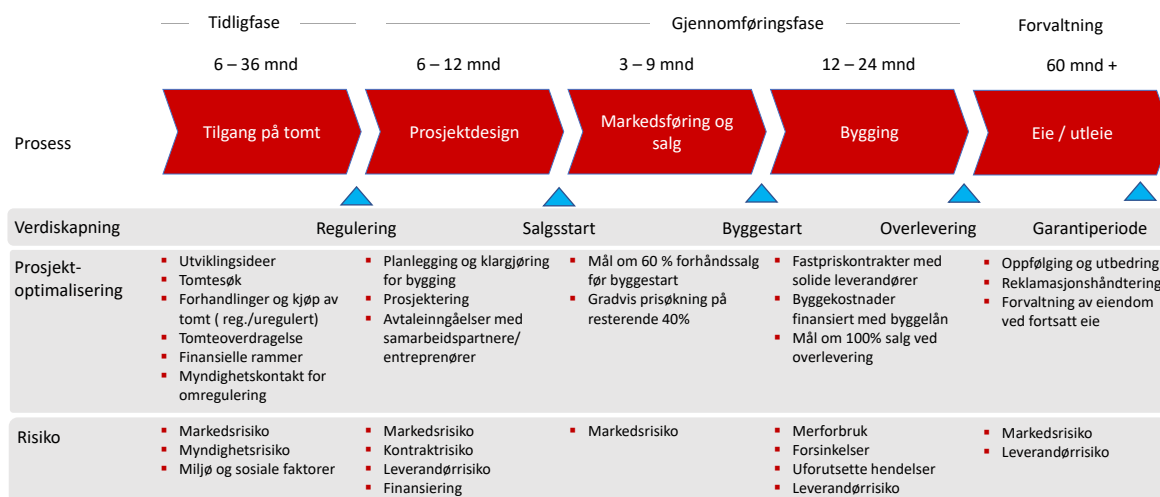 Tidligfase
Gjennomføringsfase
Forvaltning
6 – 36 mnd
6 – 12 mnd
3 – 9 mnd
12 – 24 mnd
60 mnd +
Prosess
Tilgang på tomt
Prosjektdesign
Markedsføring og
salg
Bygging
Eie / utleie
Verdiskapning
Regulering
Salgsstart
Byggestart
Overlevering
Garantiperiode
Prosjekt-
optimalisering
Utviklingsideer
Tomtesøk
Forhandlinger og kjøp av
tomt ( reg./uregulert)
Tomteoverdragelse
Finansielle rammer
Myndighetskontakt for
omregulering
Planlegging og klargjøring
for bygging
Prosjektering
Avtaleinngåelser med
samarbeidspartnere/
entreprenører
Mål om 60 % forhåndssalg
før byggestart
Gradvis prisøkning på
resterende 40%
Fastpriskontrakter med
solide leverandører
Byggekostnader
finansiert med byggelån
Mål om 100% salg ved
overlevering
Oppfølging og utbedring
Reklamasjonshåndtering
Forvaltning av eiendom
ved fortsatt eie
Risiko
Markedsrisiko
Myndighetsrisiko
Miljø og sosiale faktorer
Markedsrisiko
Kontraktrisiko
Leverandørrisiko
Finansiering
Markedsrisiko
Merforbruk
Forsinkelser
Uforutsette hendelser
Leverandørrisiko
Markedsrisiko
Leverandørrisiko